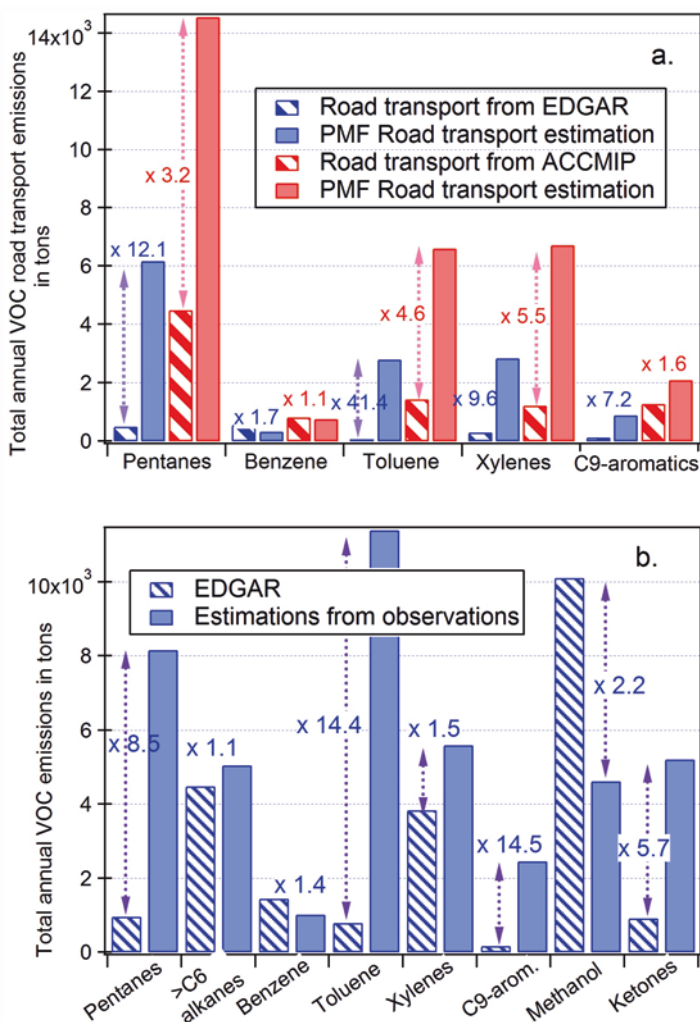 Total annual VOC road transport emissions
in tons
14x10³
12
10
8
6
4
2
0
a.
Road transport from EDGAR
PMF Road transport estimation
Road transport from ACCMIP
PMF Road transport estimation
x 3.2
x 12.1
x 4.6
x 5.5
x 1.7
x 1.1
x 41.4
x 9.6
x 7.2
x 1.6
Pentanes
Benzene
Toluene
Xylenes
C9-aromatics
Total annual VOC emissions in tons
10x10³
8
6
4
2
0
b.
EDGAR
Estimations from observations
x 8.5
x 1.1
x 1.4
x 14.4
x 1.5
x 14.5
x 2.2
x 5.7
Pentanes
>C6
alkanes
Benzene
Toluene
Xylenes
C9-arom.
Methanol
Ketones